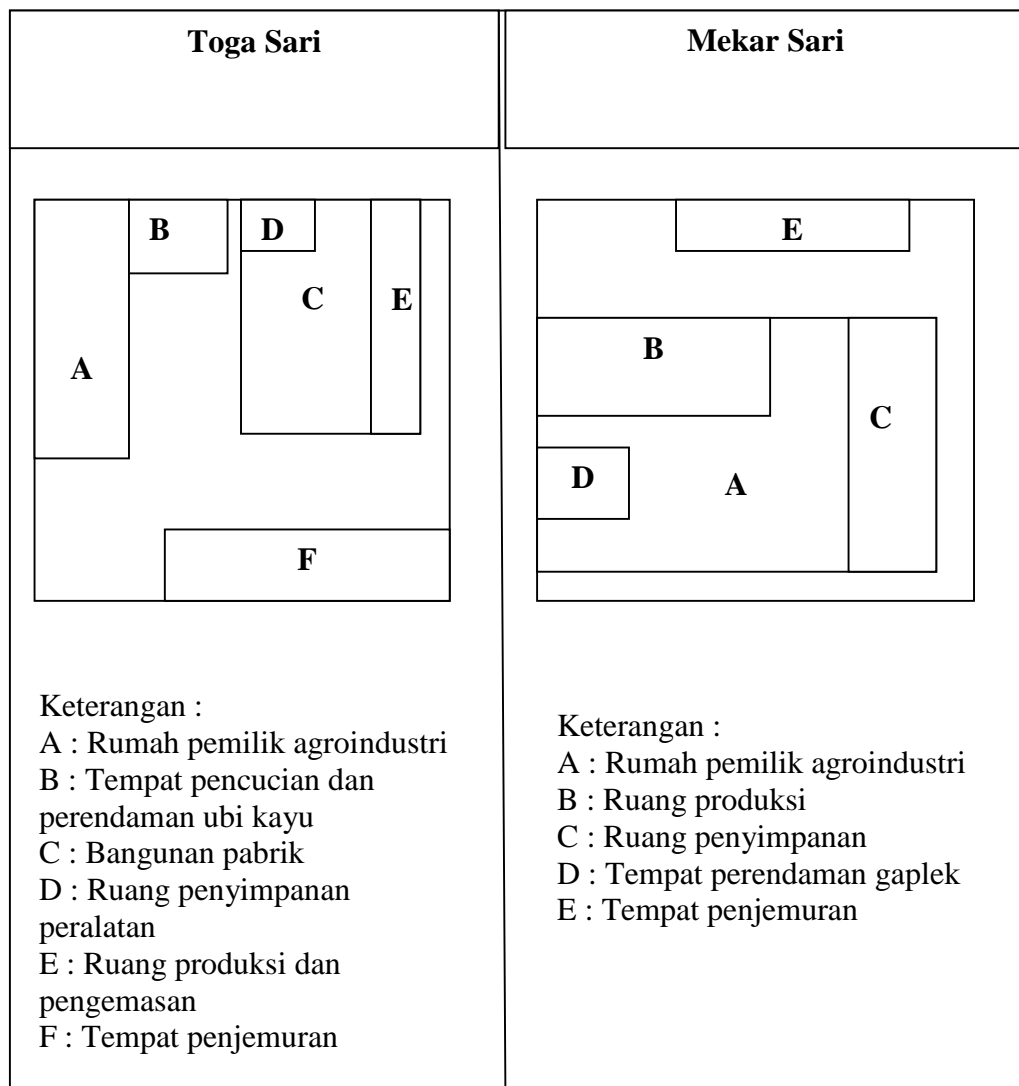 Toga Sari
B
D
C
E
A
F
Keterangan :
A : Rumah pemilik agroindustri
B : Tempat pencucian dan
perendaman ubi kayu
C : Bangunan pabrik
D : Ruang penyimpanan
peralatan
E : Ruang produksi dan
pengemasan
F : Tempat penjemuran
Mekar Sari
E
B
C
D
A
Keterangan :
A : Rumah pemilik agroindustri
B : Ruang produksi
C : Ruang penyimpanan
D : Tempat perendaman gaplek
E : Tempat penjemuran